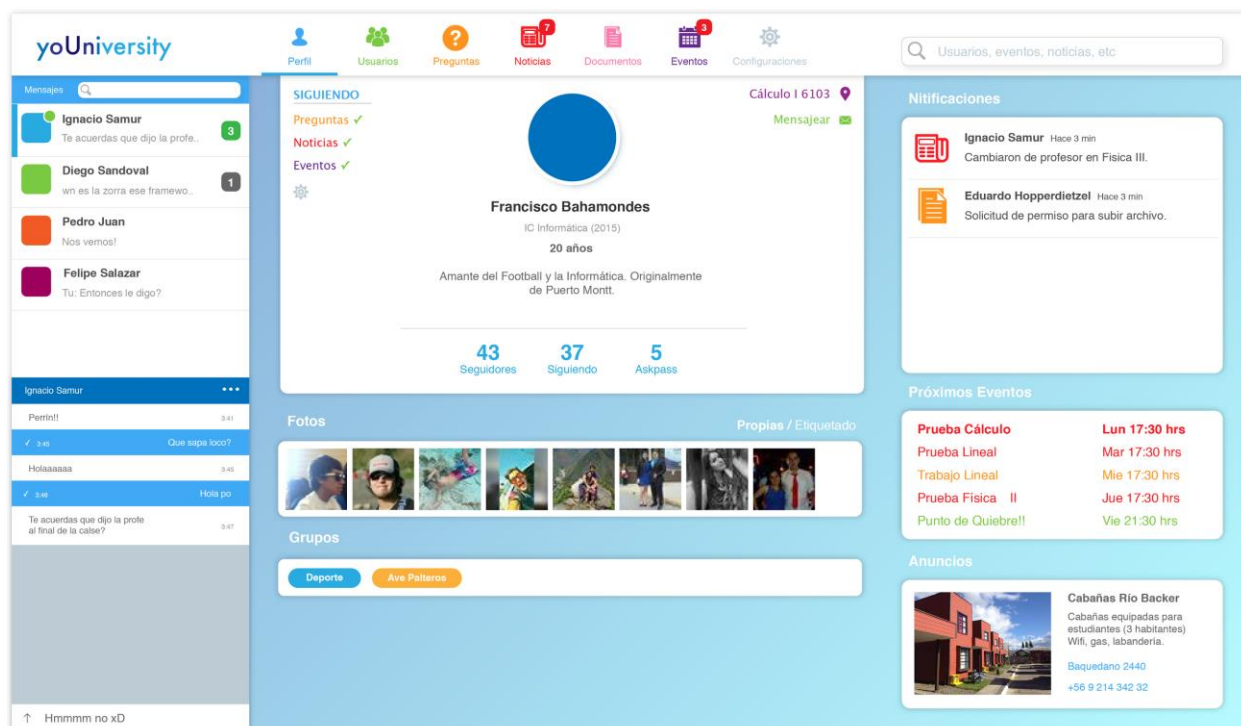 yoUniversity
Perfil
Usuarios
Preguntas
7
Noticias
Documentos
3
Eventos
Configuraciones
Usuarios, eventos, noticias, etc
Mensajes
Ignacio Samur
Te acuerdas que dijo la profe..
3
Diego Sandoval
wn es la zorra ese framewo..
1
Pedro Juan
Nos vemos!
Felipe Salazar
Tu: Entonces le digo?
Ignacio Samur
Perrin!! 3:41
✓ 3:45 Que sapa loco?
Holaaaaaa 3:45
✓ 3:46 Hola po
Te acuerdas que dijo la profe
al final de la calse? 3:47
↑ Hmmmm no xD
SIGUIENDO
Preguntas ✓
Noticias ✓
Eventos ✓
Cálculo I 6103
Mensajear
Francisco Bahamondes
IC Informática (2015)
20 años
Amante del Football y la Informática. Originalmente
de Puerto Montt.
43 37 5
Seguidores Siguiendo Askpass
Fotos
Propias / Etiquetado
Grupos
Deporte
Ave Palteros
Nitificaciones
Ignacio Samur Hace 3 min
Cambiaron de profesor en Fisica III.
Eduardo Hopperdietzel Hace 3 min
Solicitud de permiso para subir archivo.
Próximos Eventos
Prueba Cálculo Lun 17:30 hrs
Prueba Lineal Mar 17:30 hrs
Trabajo Lineal Mie 17:30 hrs
Prueba Fisica II Jue 17:30 hrs
Punto de Quiebre!! Vie 21:30 hrs
Anuncios
Cabañas Río Backer
Cabañas equipadas para
estudiantes (3 habitantes)
Wifi, gas, labandería.
Baquedano 2440
+56 9 214 342 32